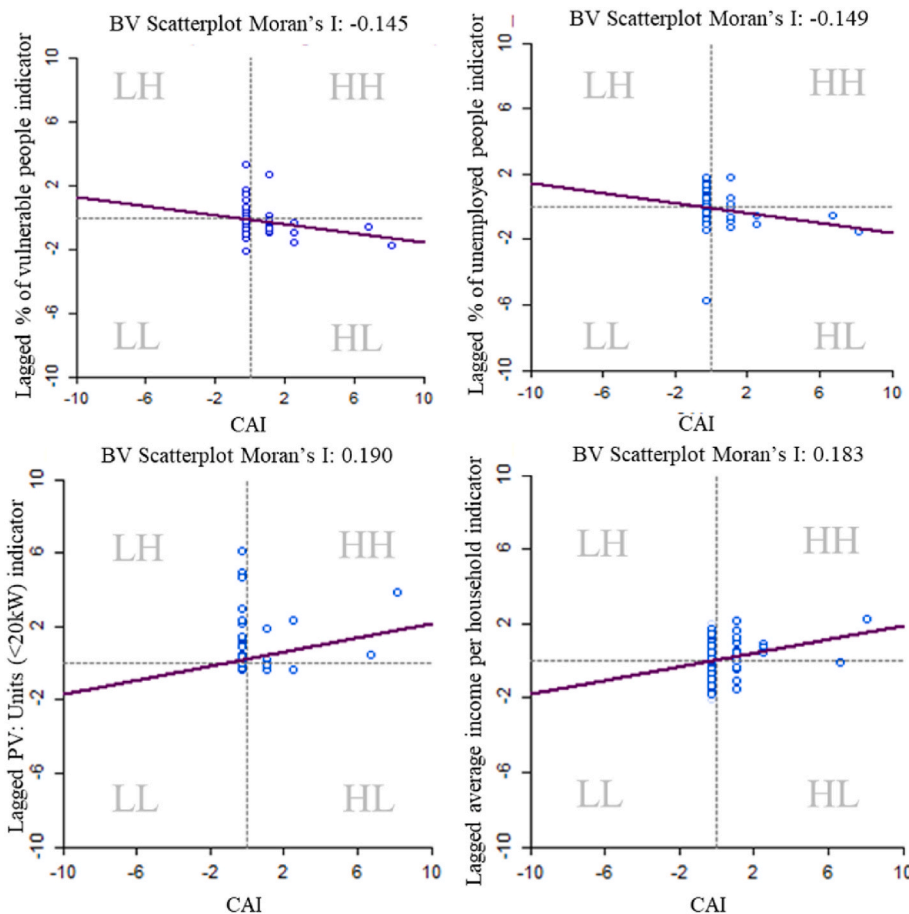 BV Scatterplot Moran's I: -0.145
Lagged % of vulnerable people indicator
10
6
2
-2
-6
-10
LH
HH
LL
HL
-10
-6
-2
2
6
10
CAI
BV Scatterplot Moran's I: -0.149
Lagged % of unemployed people indicator
10
6
2
-2
-6
-10
LH
HH
LL
HL
-10
-6
-2
2
6
10
CAI
BV Scatterplot Moran's I: 0.190
Lagged PV: Units (<20kW) indicator
10
6
2
-2
-6
-10
LH
HH
LL
HL
-10
-6
-2
2
6
10
CAI
BV Scatterplot Moran's I: 0.183
Lagged average income per household indicator
10
6
2
-2
-6
-10
LH
HH
LL
HL
-10
-6
-2
2
6
10
CAI